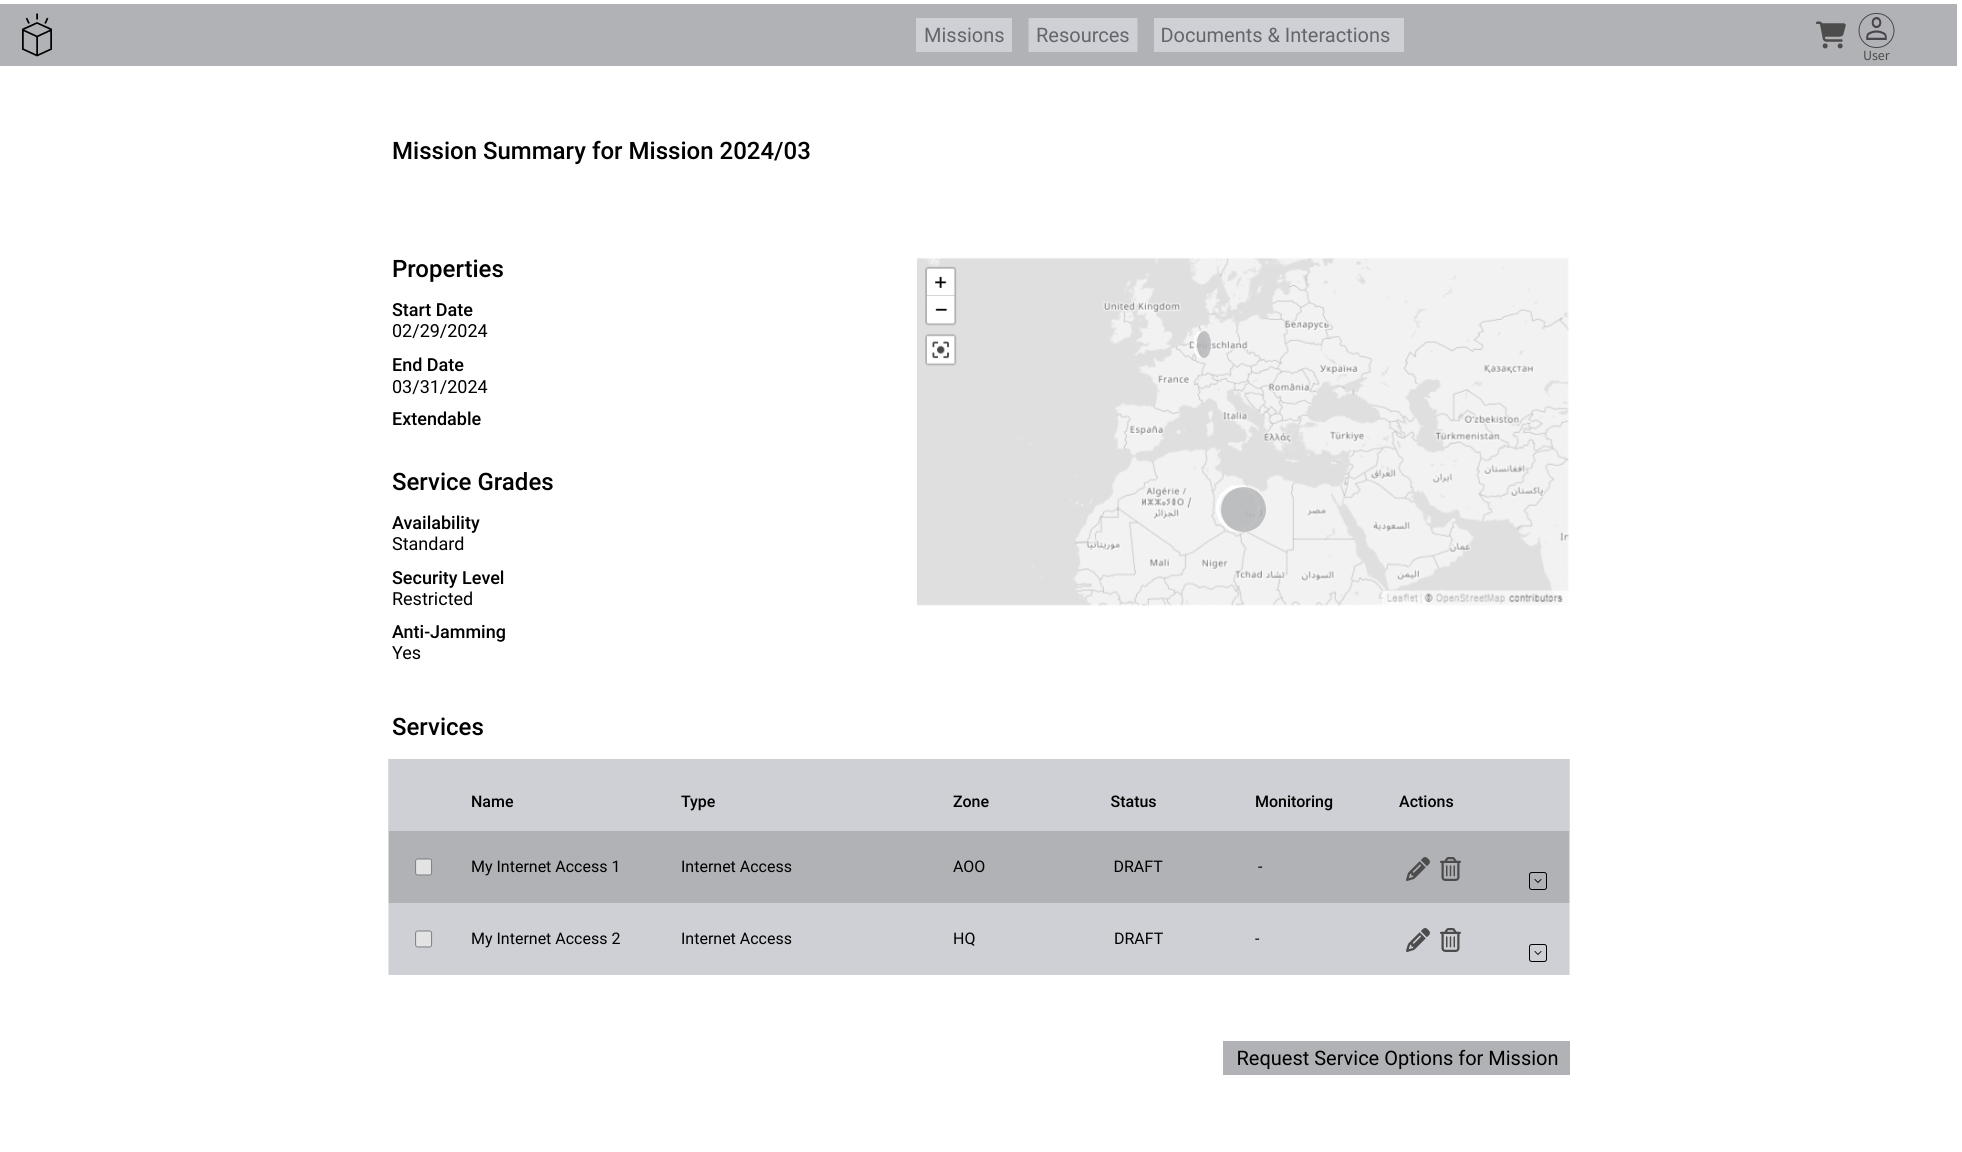 Missions
Resources
Documents & Interactions
User
Mission Summary for Mission 2024/03
Properties
Start Date
02/29/2024
End Date
03/31/2024
Extendable
Service Grades
Availability
Standard
Security Level
Restricted
Anti-Jamming
Yes
+
−
United Kingdom
Беларусь
schland
Україна
Қазақстан
France
România
Italia
O'zbekiston
España
Ελλάς
Türkiye
Türkmenistan
العراق
ایران
افغانستان
پاکستان
Algérie /
الجزائر
مصر
السعودية
عمان
موريتانيا
Mali
Niger
Tchad تشاد
السودان
اليمن
Leaflet | © OpenStreetMap contributors
Services
Name Type Zone Status Monitoring Actions
My Internet Access 1 Internet Access AOO DRAFT -
My Internet Access 2 Internet Access HQ DRAFT -
Request Service Options for Mission